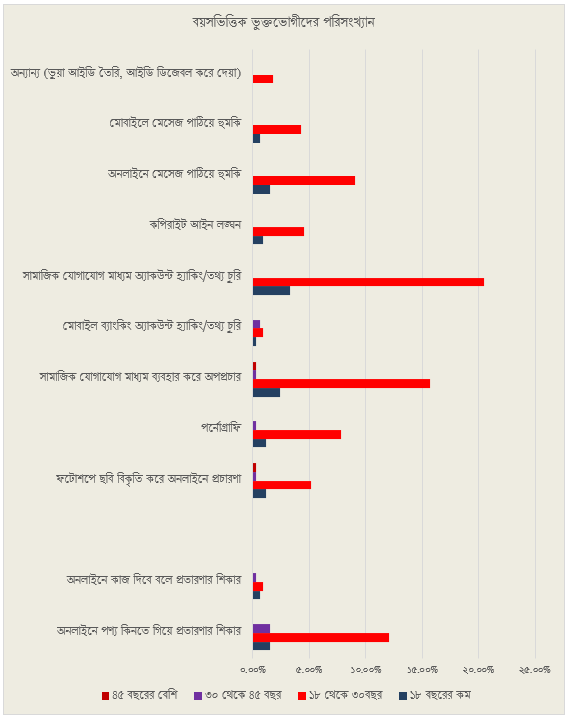 বয়সভিত্তিক ভুক্তভোগীদের পরিসংখ্যান
অন্যান্য (ভুয়া আইডি তৈরি, আইডি ডিজেবল করে দেয়া)
মোবাইলে মেসেজ পাঠিয়ে হুমকি
অনলাইনে মেসেজ পাঠিয়ে হুমকি
কপিরাইট আইন লঙ্ঘন
সামাজিক যোগাযোগ মাধ্যম অ্যাকউন্ট হ্যাকিং/তথ্য চুরি
মোবাইল ব্যাংকিং অ্যাকউন্ট হ্যাকিং/তথ্য চুরি
সামাজিক যোগাযোগ মাধ্যম ব্যবহার করে অপপ্রচার
পর্নোগ্রাফি
ফটোশপে ছবি বিকৃতি করে অনলাইনে প্রচারণা
অনলাইনে কাজ দিবে বলে প্রতারণার শিকার
অনলাইনে পণ্য কিনতে গিয়ে প্রতারণার শিকার
০.০০% ৫.০০% ১০.০০% ১৫.০০% ২০.০০% ২৫.০০%
৪৫ বছরের বেশি ৩০ থেকে ৪৫ বছর ১৮ থেকে ৩০বছর ১৮ বছরের কম